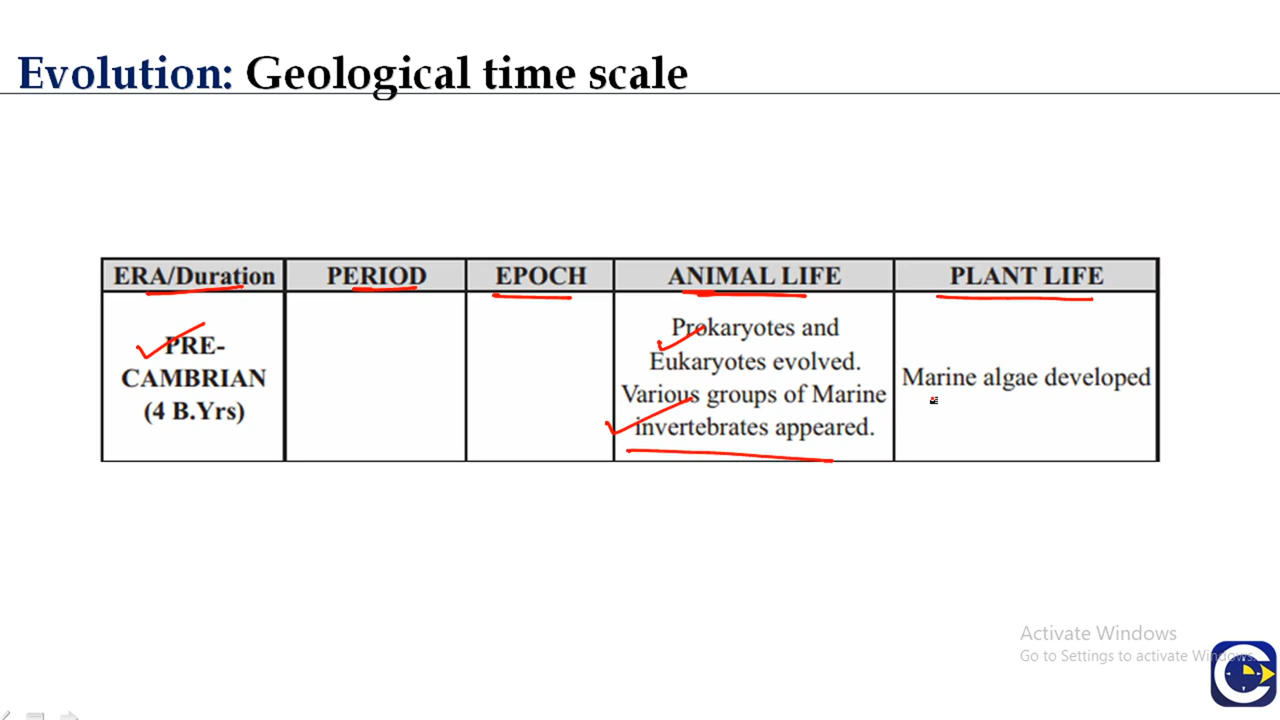 Evolution: Geological time scale
ERA/Duration PERIOD EPOCH ANIMAL LIFE PLANT LIFE
PRE-
CAMBRIAN
(4 B.Yrs)
Prokaryotes and
Eukaryotes evolved.
Various groups of Marine
invertebrates appeared.
Marine algae developed
Activate Windows
Go to Settings to activate Windows.